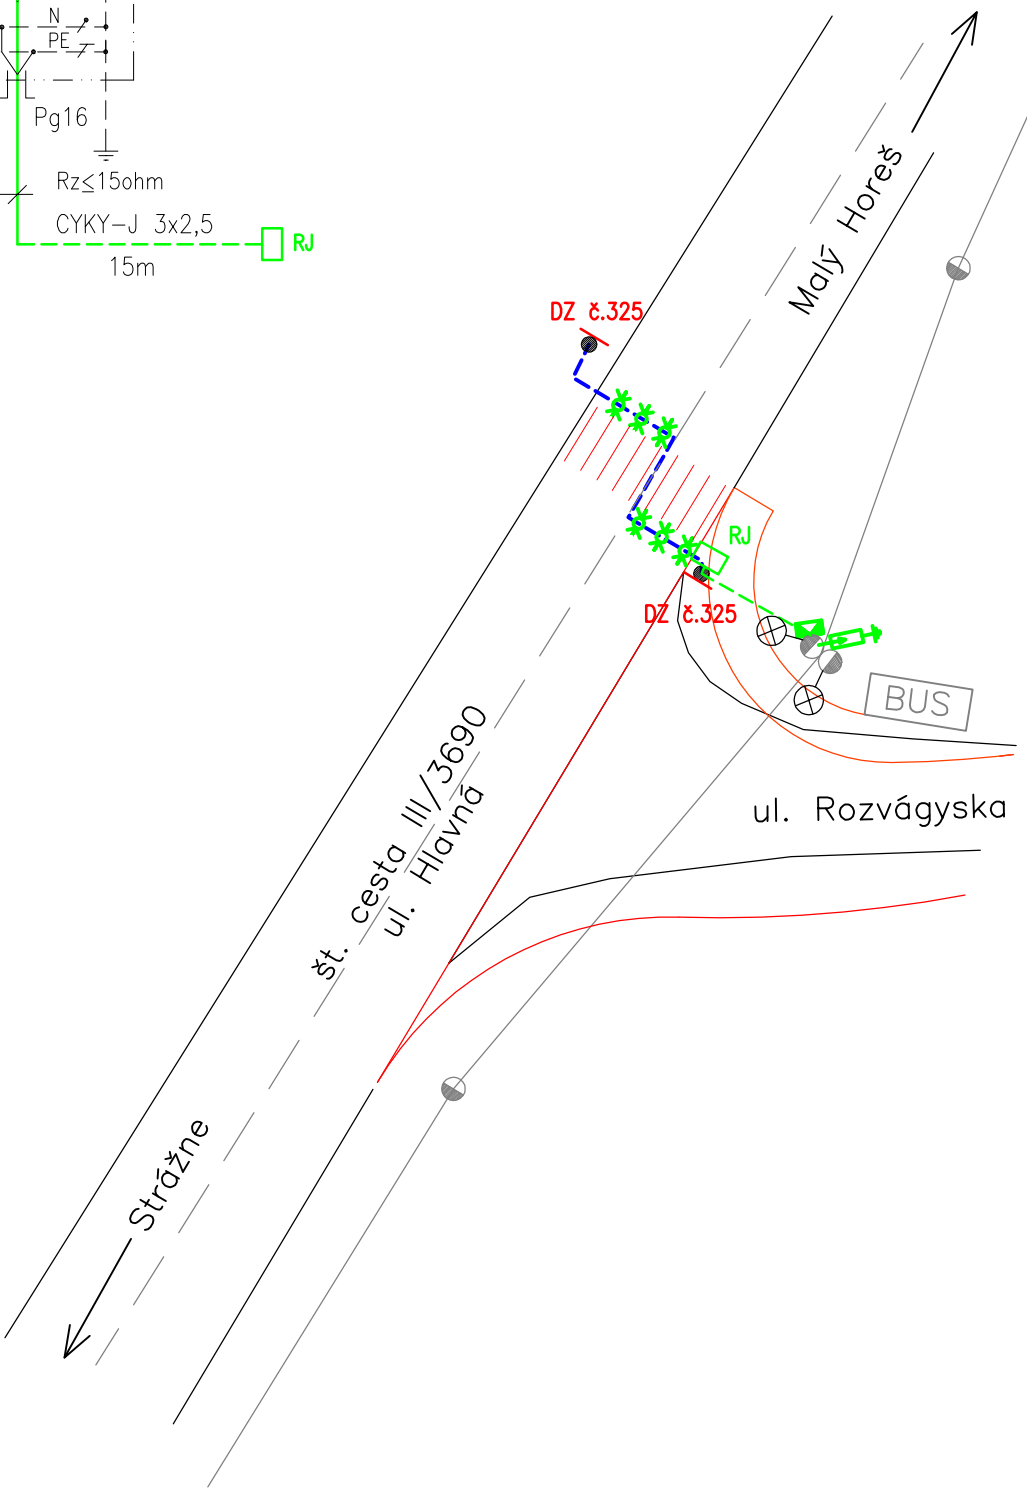 N
PE
Pg16
Rz≤15ohm
CYKY-J 3x2,5
15m
RJ
Malý Horeš
DZ č.325
RJ
DZ č.325
BUS
št. cesta III/3690
ul. Hlavná
ul. Rozvágyska
Strážne